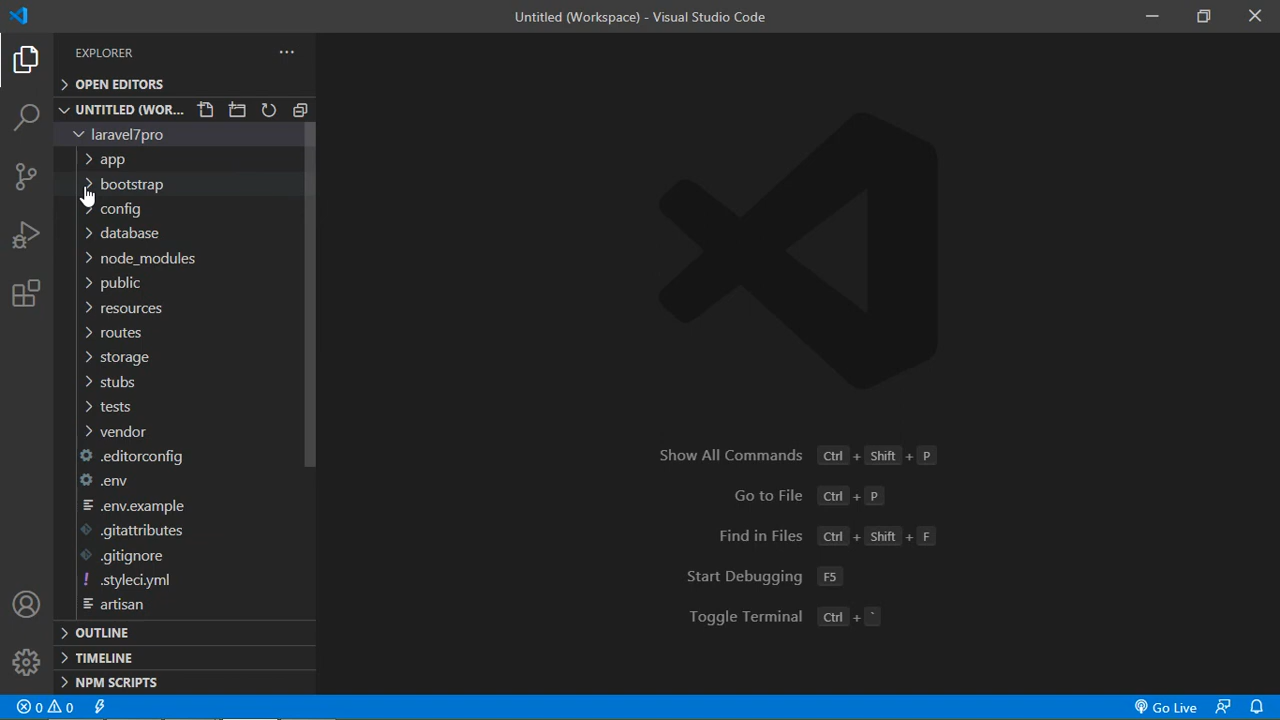 Untitled (Workspace) - Visual Studio Code
EXPLORER
OPEN EDITORS
UNTITLED (WOR...
laravel7pro
app
bootstrap
config
database
node_modules
public
resources
routes
storage
stubs
tests
vendor
.editorconfig
.env
.env.example
.gitattributes
.gitignore
! .styleci.yml
artisan
OUTLINE
TIMELINE
NPM SCRIPTS
Show All Commands Ctrl + Shift + P
Go to File Ctrl + P
Find in Files Ctrl + Shift + F
Start Debugging F5
Toggle Terminal Ctrl + `
0 0 Go Live